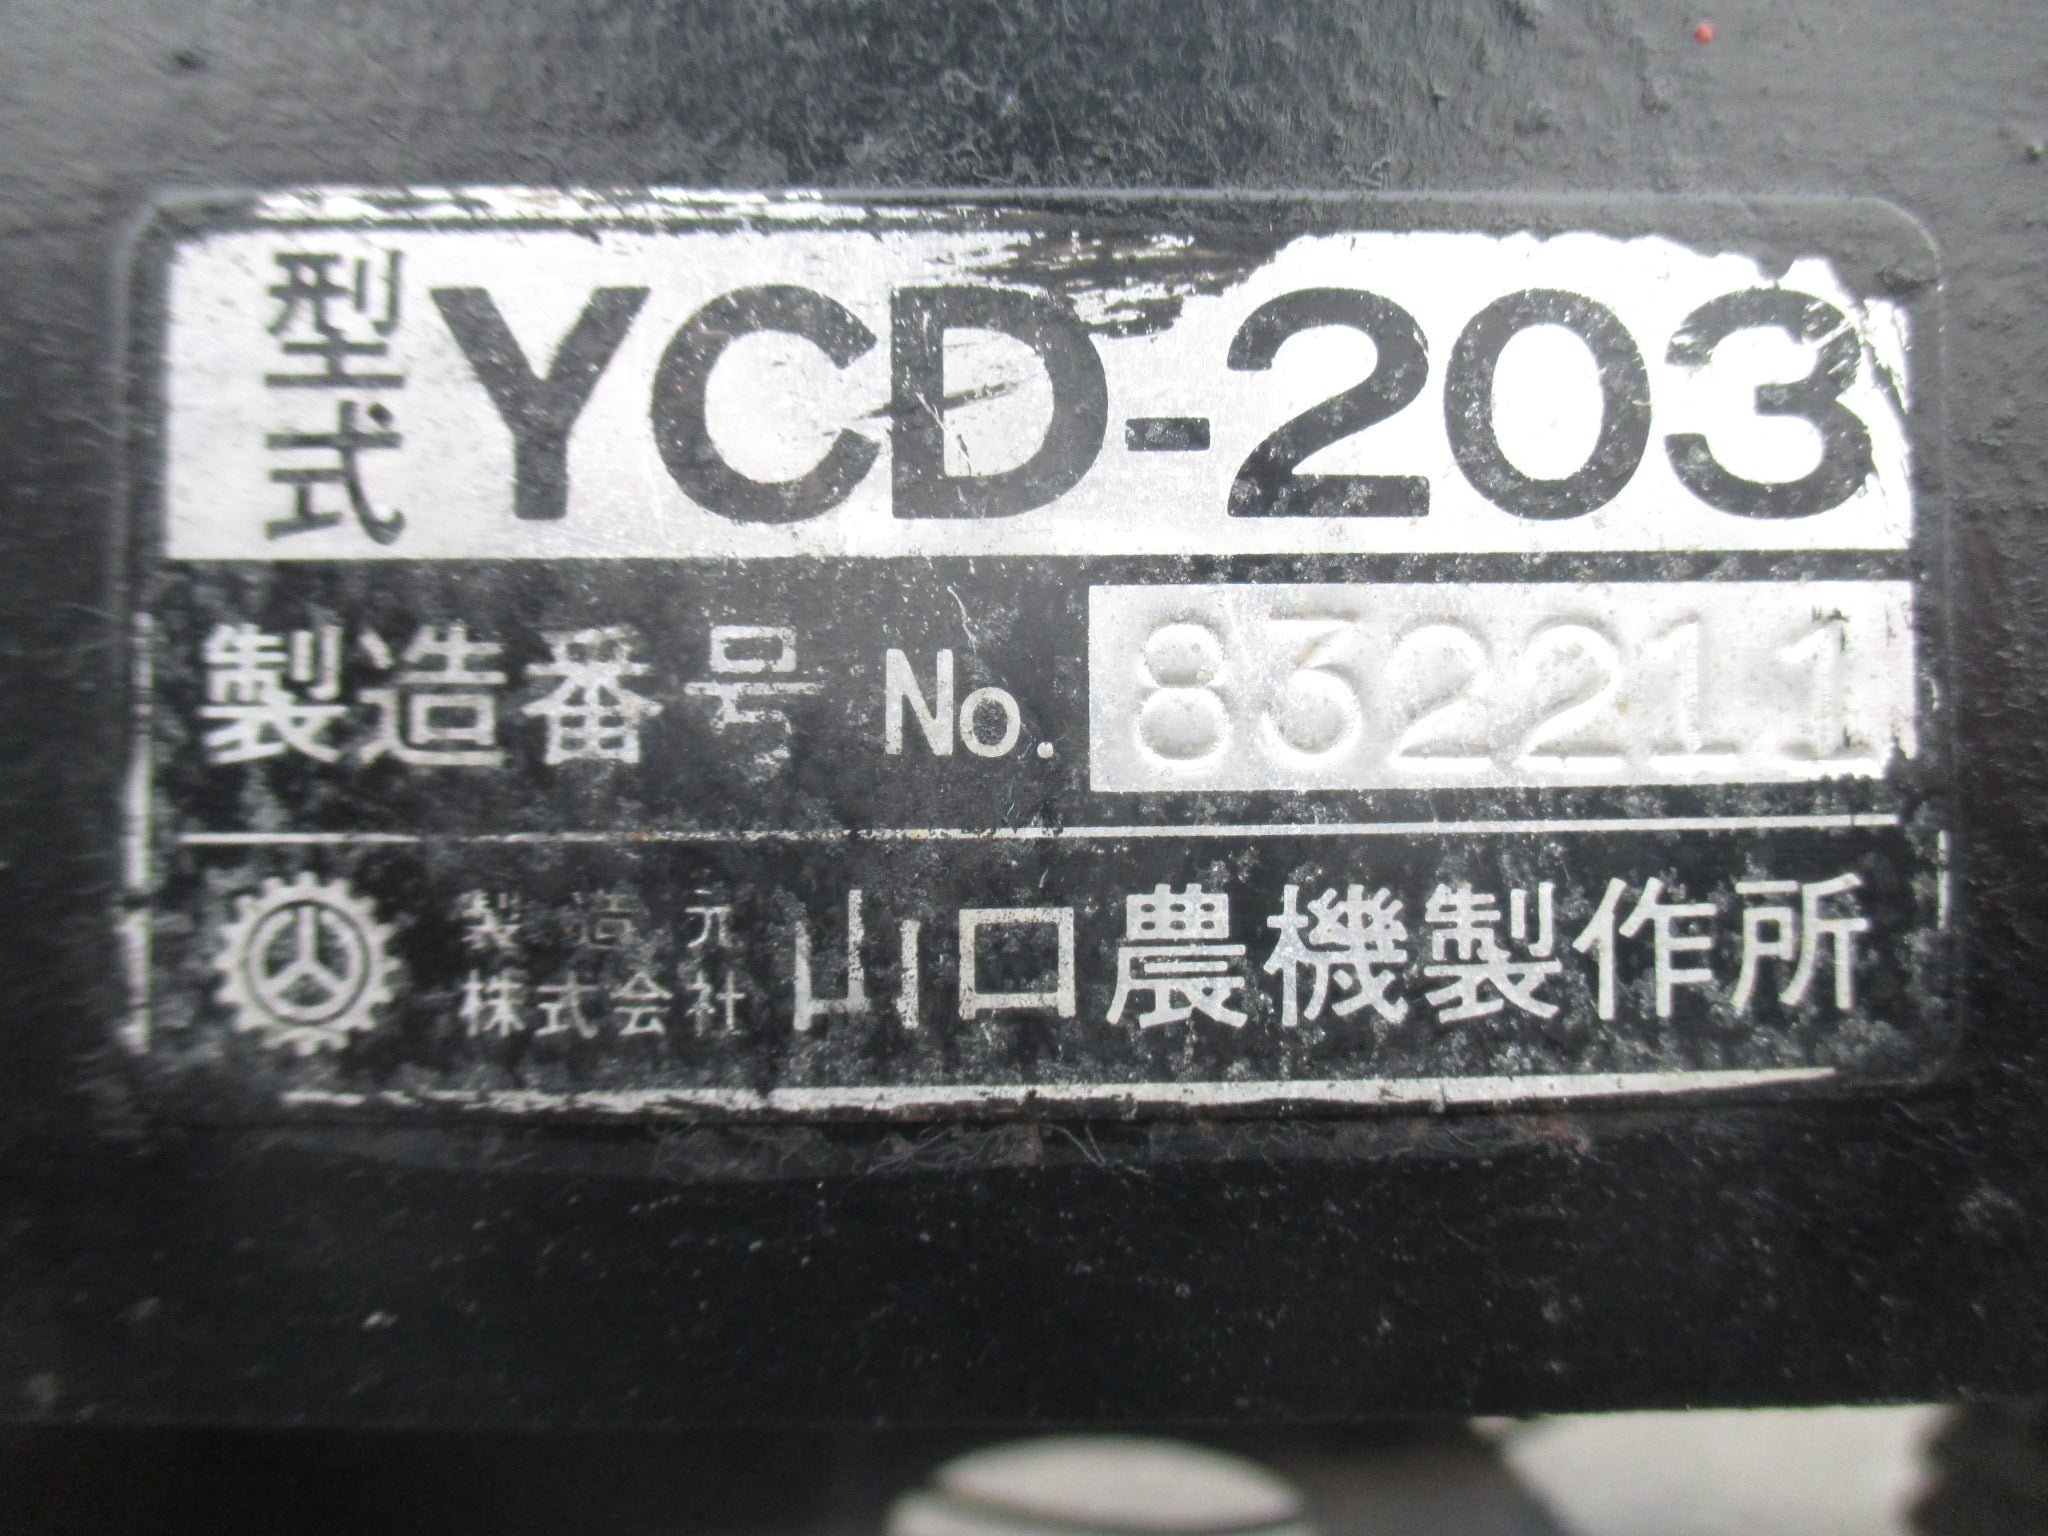 型式 YCD-203
製造番号 No. 832211
製造元
株式会社 山口農機製作所